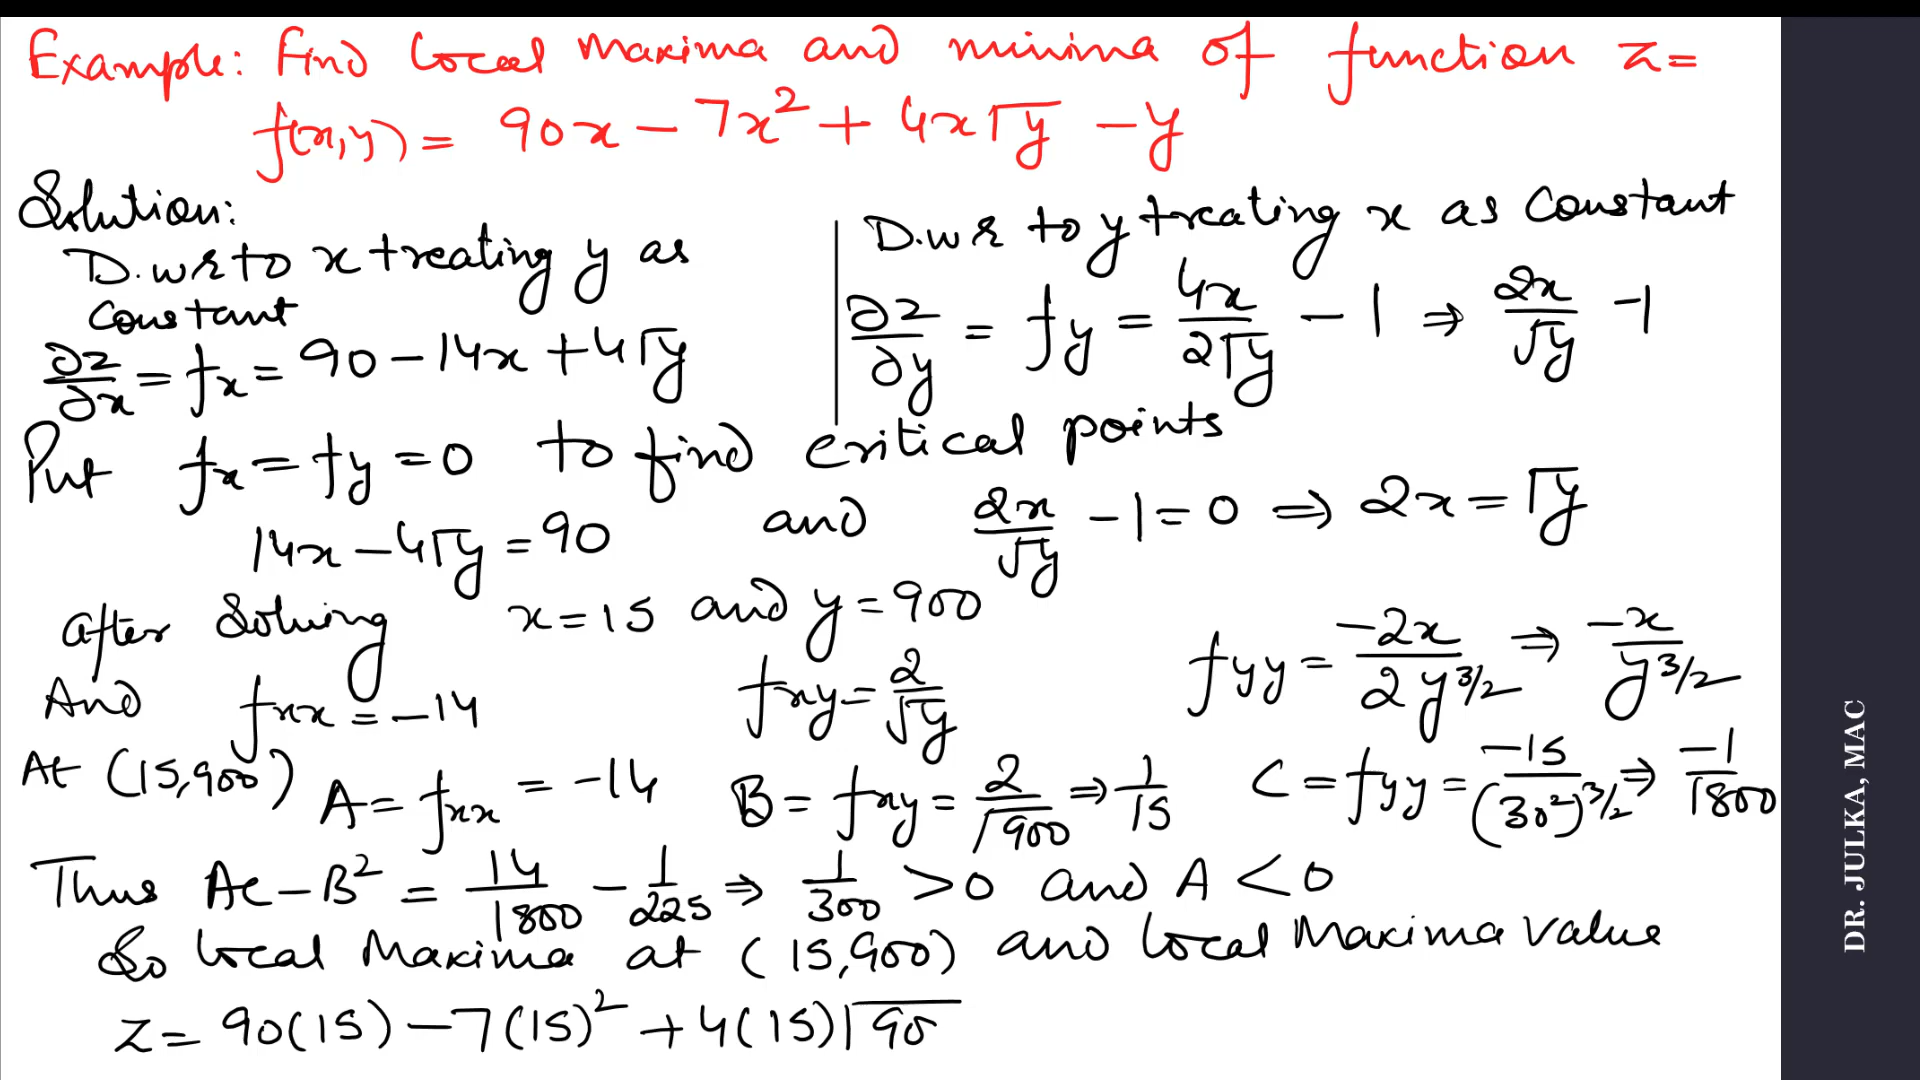 Example: Find local maxima and minima of function z=
f(x,y) = 90x - 7x² + 4x√y - y
Solution:
D.w.r to x treating y as
constant
∂z/∂x = fx = 90 - 14x + 4√y
D.w.r to y treating x as constant
∂z/∂y = fy = 4x/2√y - 1 ⇒ 2x/√y - 1
Put fx = fy = 0 to find critical points
14x - 4√y = 90 and 2x/√y - 1 = 0 ⇒ 2x = √y
After solving x = 15 and y = 900
And fxx = -14 fxy = 2/√y fyy = -2x/2y^3/2 ⇒ -x/y^3/2
At (15,900) A = fxx = -14 B = fxy = 2/√900 ⇒ 1/15 C = fyy = -15/(30²)^3/2 ⇒ -1/1800
Thus AC - B² = 14/1800 - 1/225 ⇒ 1/300 > 0 and A < 0
So local Maxima at (15,900) and local Maxima value
z = 90(15) - 7(15)² + 4(15)√90
DR. JULKA, MAC